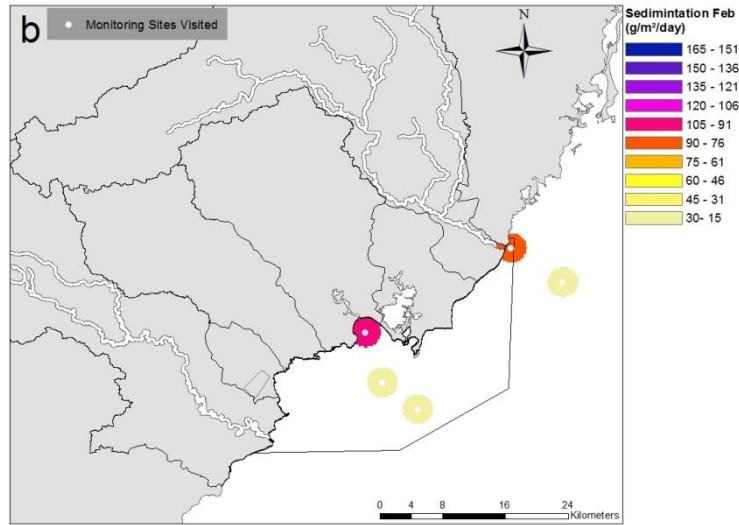 b
Monitoring Sites Visited
N
Sedimintation Feb
(g/m²/day)
165 - 151
150 - 136
135 - 121
120 - 106
105 - 91
90 - 76
75 - 61
60 - 46
45 - 31
30- 15
0 4 8 16 24
Kilometers